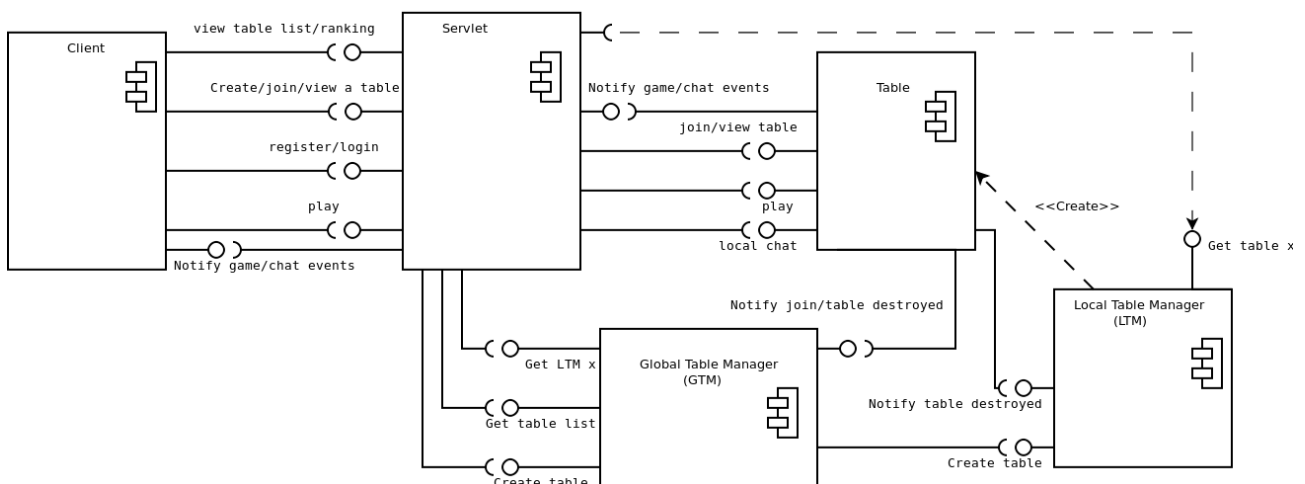 view table list/ranking
Servlet
Client
Create/join/view a table
Notify game/chat events
Table
join/view table
register/login
play
play
<<Create>>
local chat
Get table x
Notify game/chat events
Notify join/table destroyed
Local Table Manager
(LTM)
Get LTM x
Global Table Manager
(GTM)
Notify table destroyed
Get table list
Create table
Create table